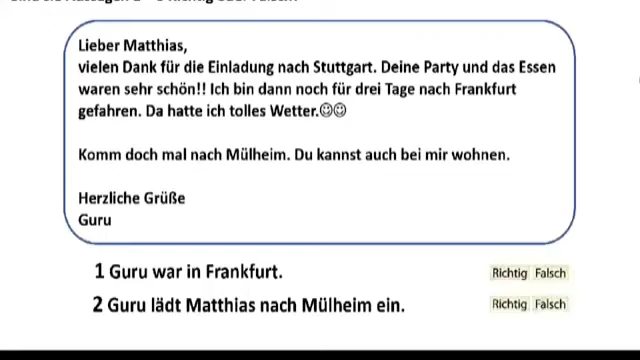 Lieber Matthias,
vielen Dank für die Einladung nach Stuttgart. Deine Party und das Essen
waren sehr schön!! Ich bin dann noch für drei Tage nach Frankfurt
gefahren. Da hatte ich tolles Wetter.☺☺
Komm doch mal nach Mülheim. Du kannst auch bei mir wohnen.
Herzliche Grüße
Guru
1 Guru war in Frankfurt. Richtig Falsch
2 Guru lädt Matthias nach Mülheim ein. Richtig Falsch